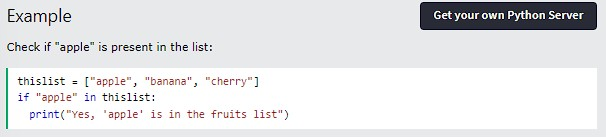 Example
Get your own Python Server
Check if "apple" is present in the list:
thislist = ["apple", "banana", "cherry"]
if "apple" in thislist:
  print("Yes, 'apple' is in the fruits list")